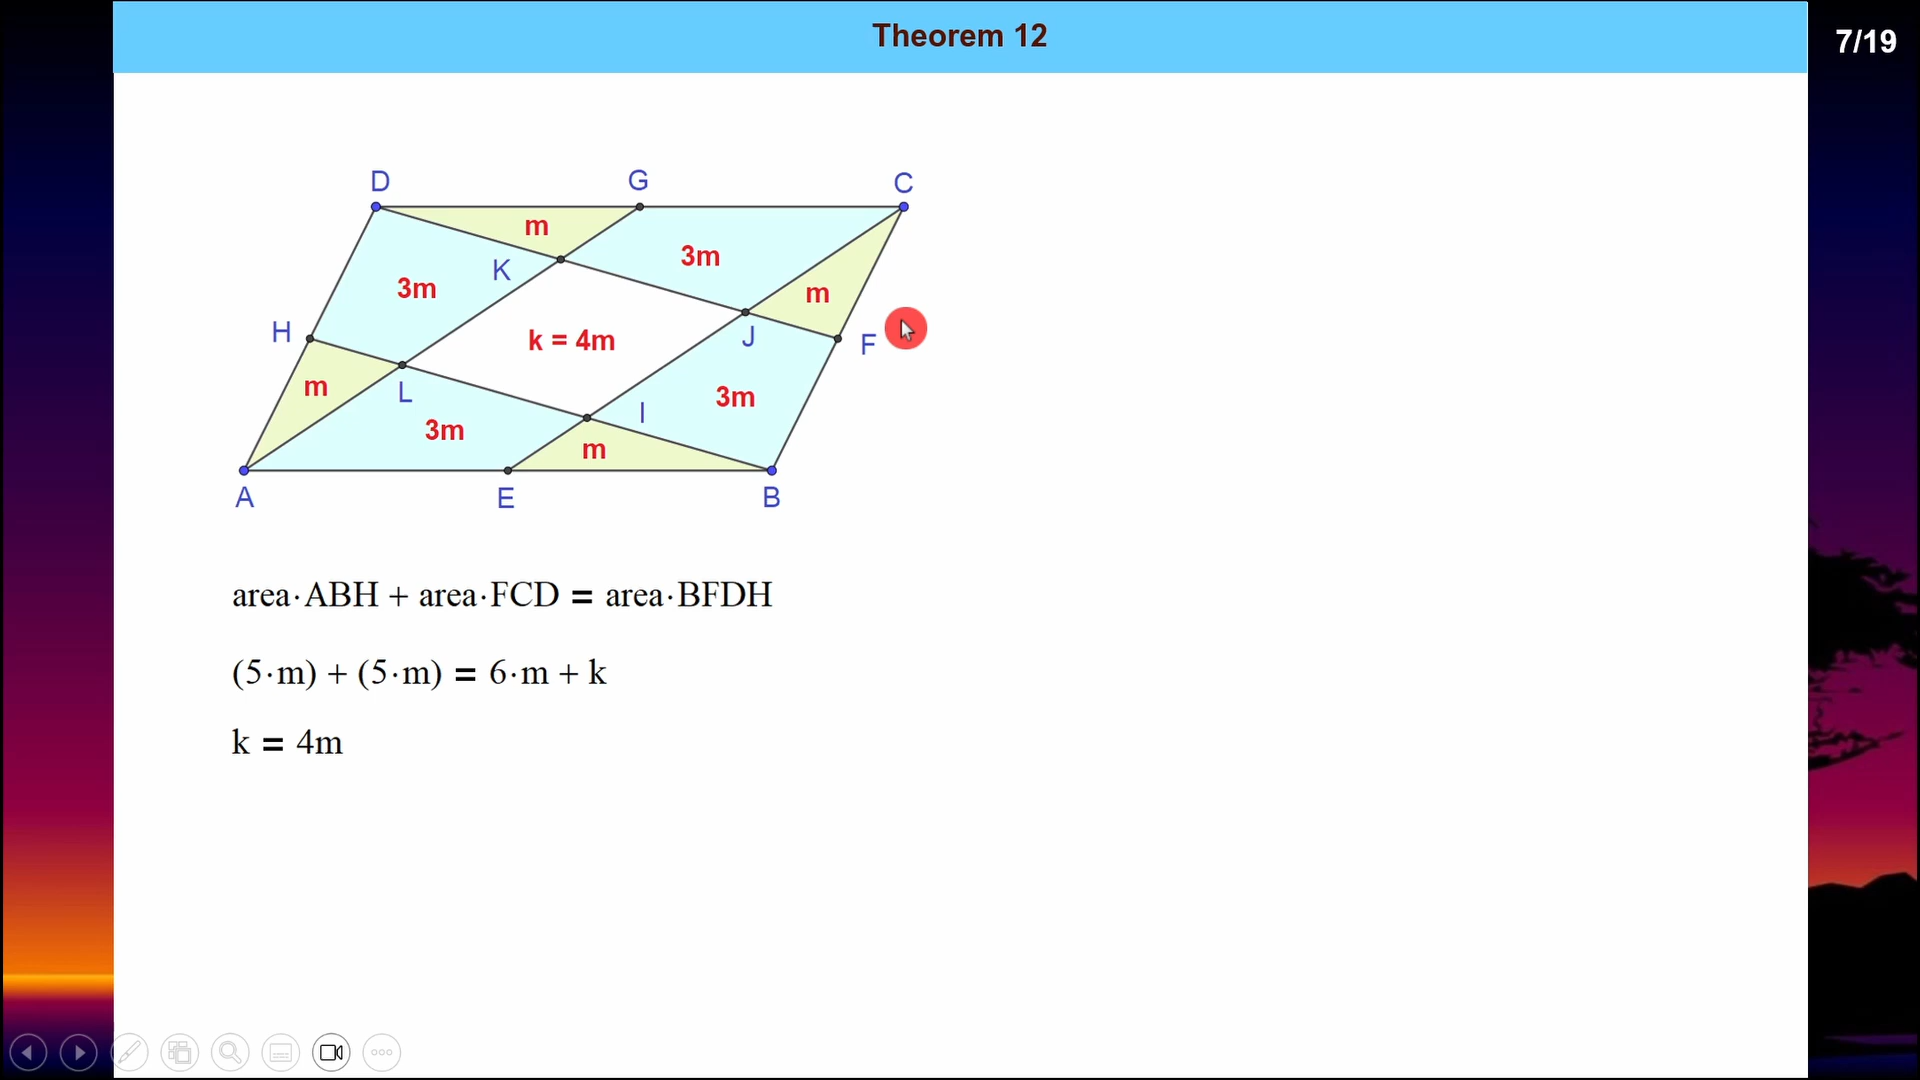 Theorem 12
7/19
D
G
C
m
3m
K
3m
m
H
k = 4m
J
F
m
L
3m
I
3m
m
A
E
B
area·ABH + area·FCD = area·BFDH
(5·m) + (5·m) = 6·m + k
k = 4m